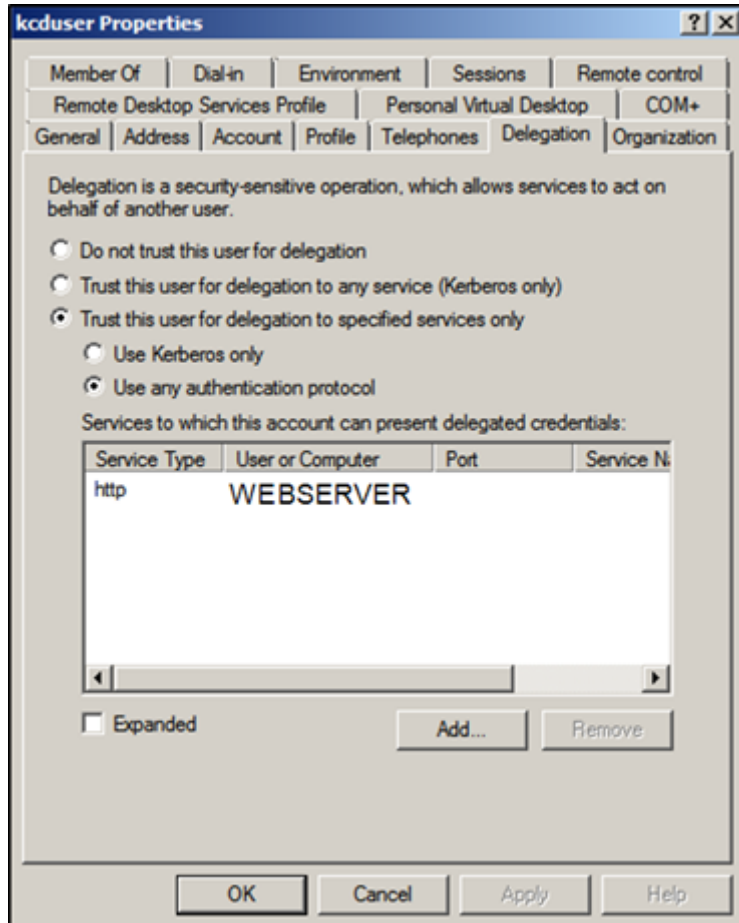 kcduser Properties
Member Of Dial-in Environment Sessions Remote control
Remote Desktop Services Profile Personal Virtual Desktop COM+
General Address Account Profile Telephones Delegation Organization
Delegation is a security-sensitive operation, which allows services to act on
behalf of another user.
Do not trust this user for delegation
Trust this user for delegation to any service (Kerberos only)
Trust this user for delegation to specified services only
Use Kerberos only
Use any authentication protocol
Services to which this account can present delegated credentials:
Service Type User or Computer Port Service Na
http WEBSERVER
Expanded Add... Remove
OK Cancel Apply Help